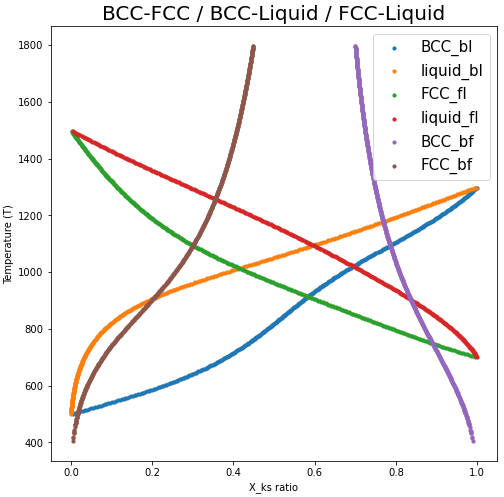 BCC-FCC / BCC-Liquid / FCC-Liquid
1800
1600
1400
1200
1000
800
600
400
Temperature (T)
BCC_bl
liquid_bl
FCC_fl
liquid_fl
BCC_bf
FCC_bf
0.0 0.2 0.4 0.6 0.8 1.0
X_ks ratio